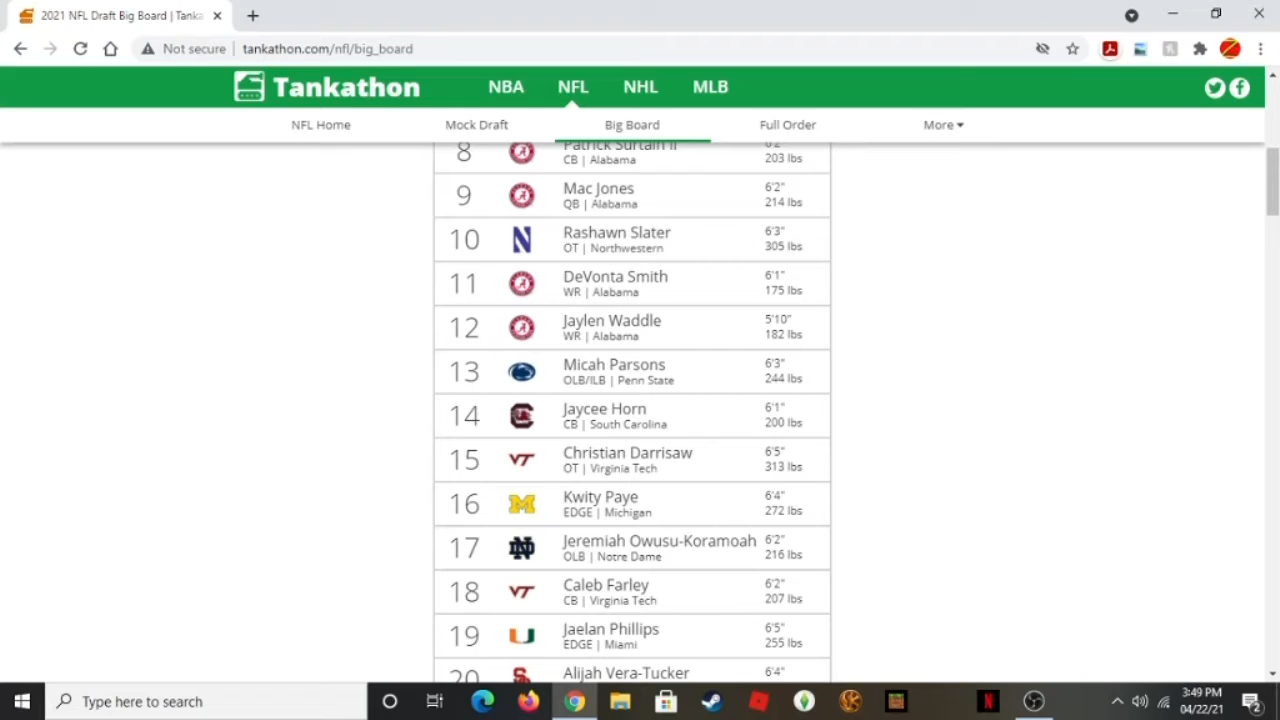 2021 NFL Draft Big Board | Tanka
Not secure
tankathon.com/nfl/big_board
Tankathon
NBA
NFL
NHL
MLB
NFL Home
Mock Draft
Big Board
Full Order
More
8
Patrick Surtain II
6'2"
CB | Alabama
203 lbs
9
Mac Jones
6'2"
QB | Alabama
214 lbs
10
Rashawn Slater
6'3"
OT | Northwestern
305 lbs
11
DeVonta Smith
6'1"
WR | Alabama
175 lbs
12
Jaylen Waddle
5'10"
WR | Alabama
182 lbs
13
Micah Parsons
6'3"
OLB/ILB | Penn State
244 lbs
14
Jaycee Horn
6'1"
CB | South Carolina
200 lbs
15
Christian Darrisaw
6'5"
OT | Virginia Tech
313 lbs
16
Kwity Paye
6'4"
EDGE | Michigan
272 lbs
17
Jeremiah Owusu-Koramoah
6'2"
OLB | Notre Dame
216 lbs
18
Caleb Farley
6'2"
CB | Virginia Tech
207 lbs
19
Jaelan Phillips
6'5"
EDGE | Miami
255 lbs
20
Alijah Vera-Tucker
6'4"
Type here to search
3:49 PM
04/22/21
2